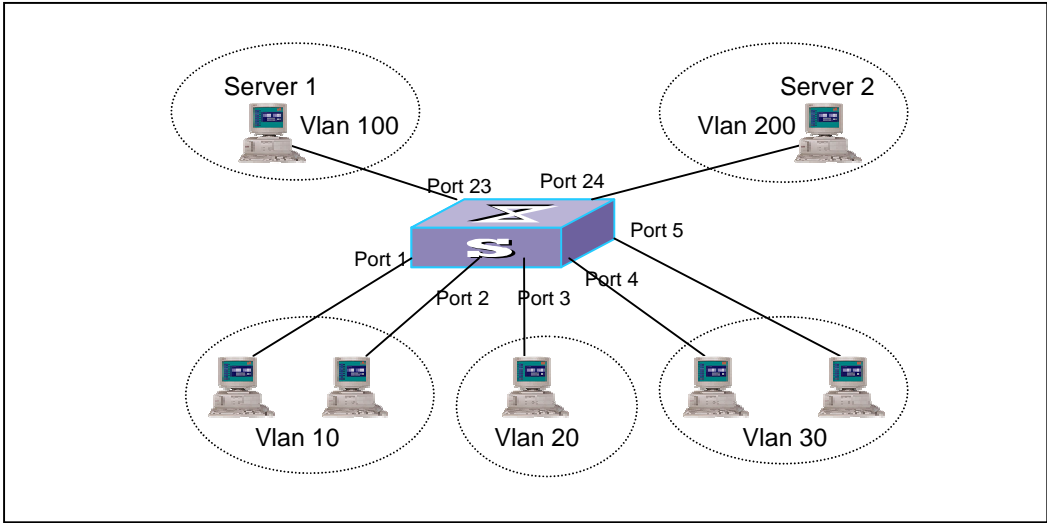 Server 1
Server 2
Vlan 100
Vlan 200
Port 23
Port 24
Port 5
S
Port 1
Port 4
Port 2
Port 3
Vlan 10
Vlan 20
Vlan 30